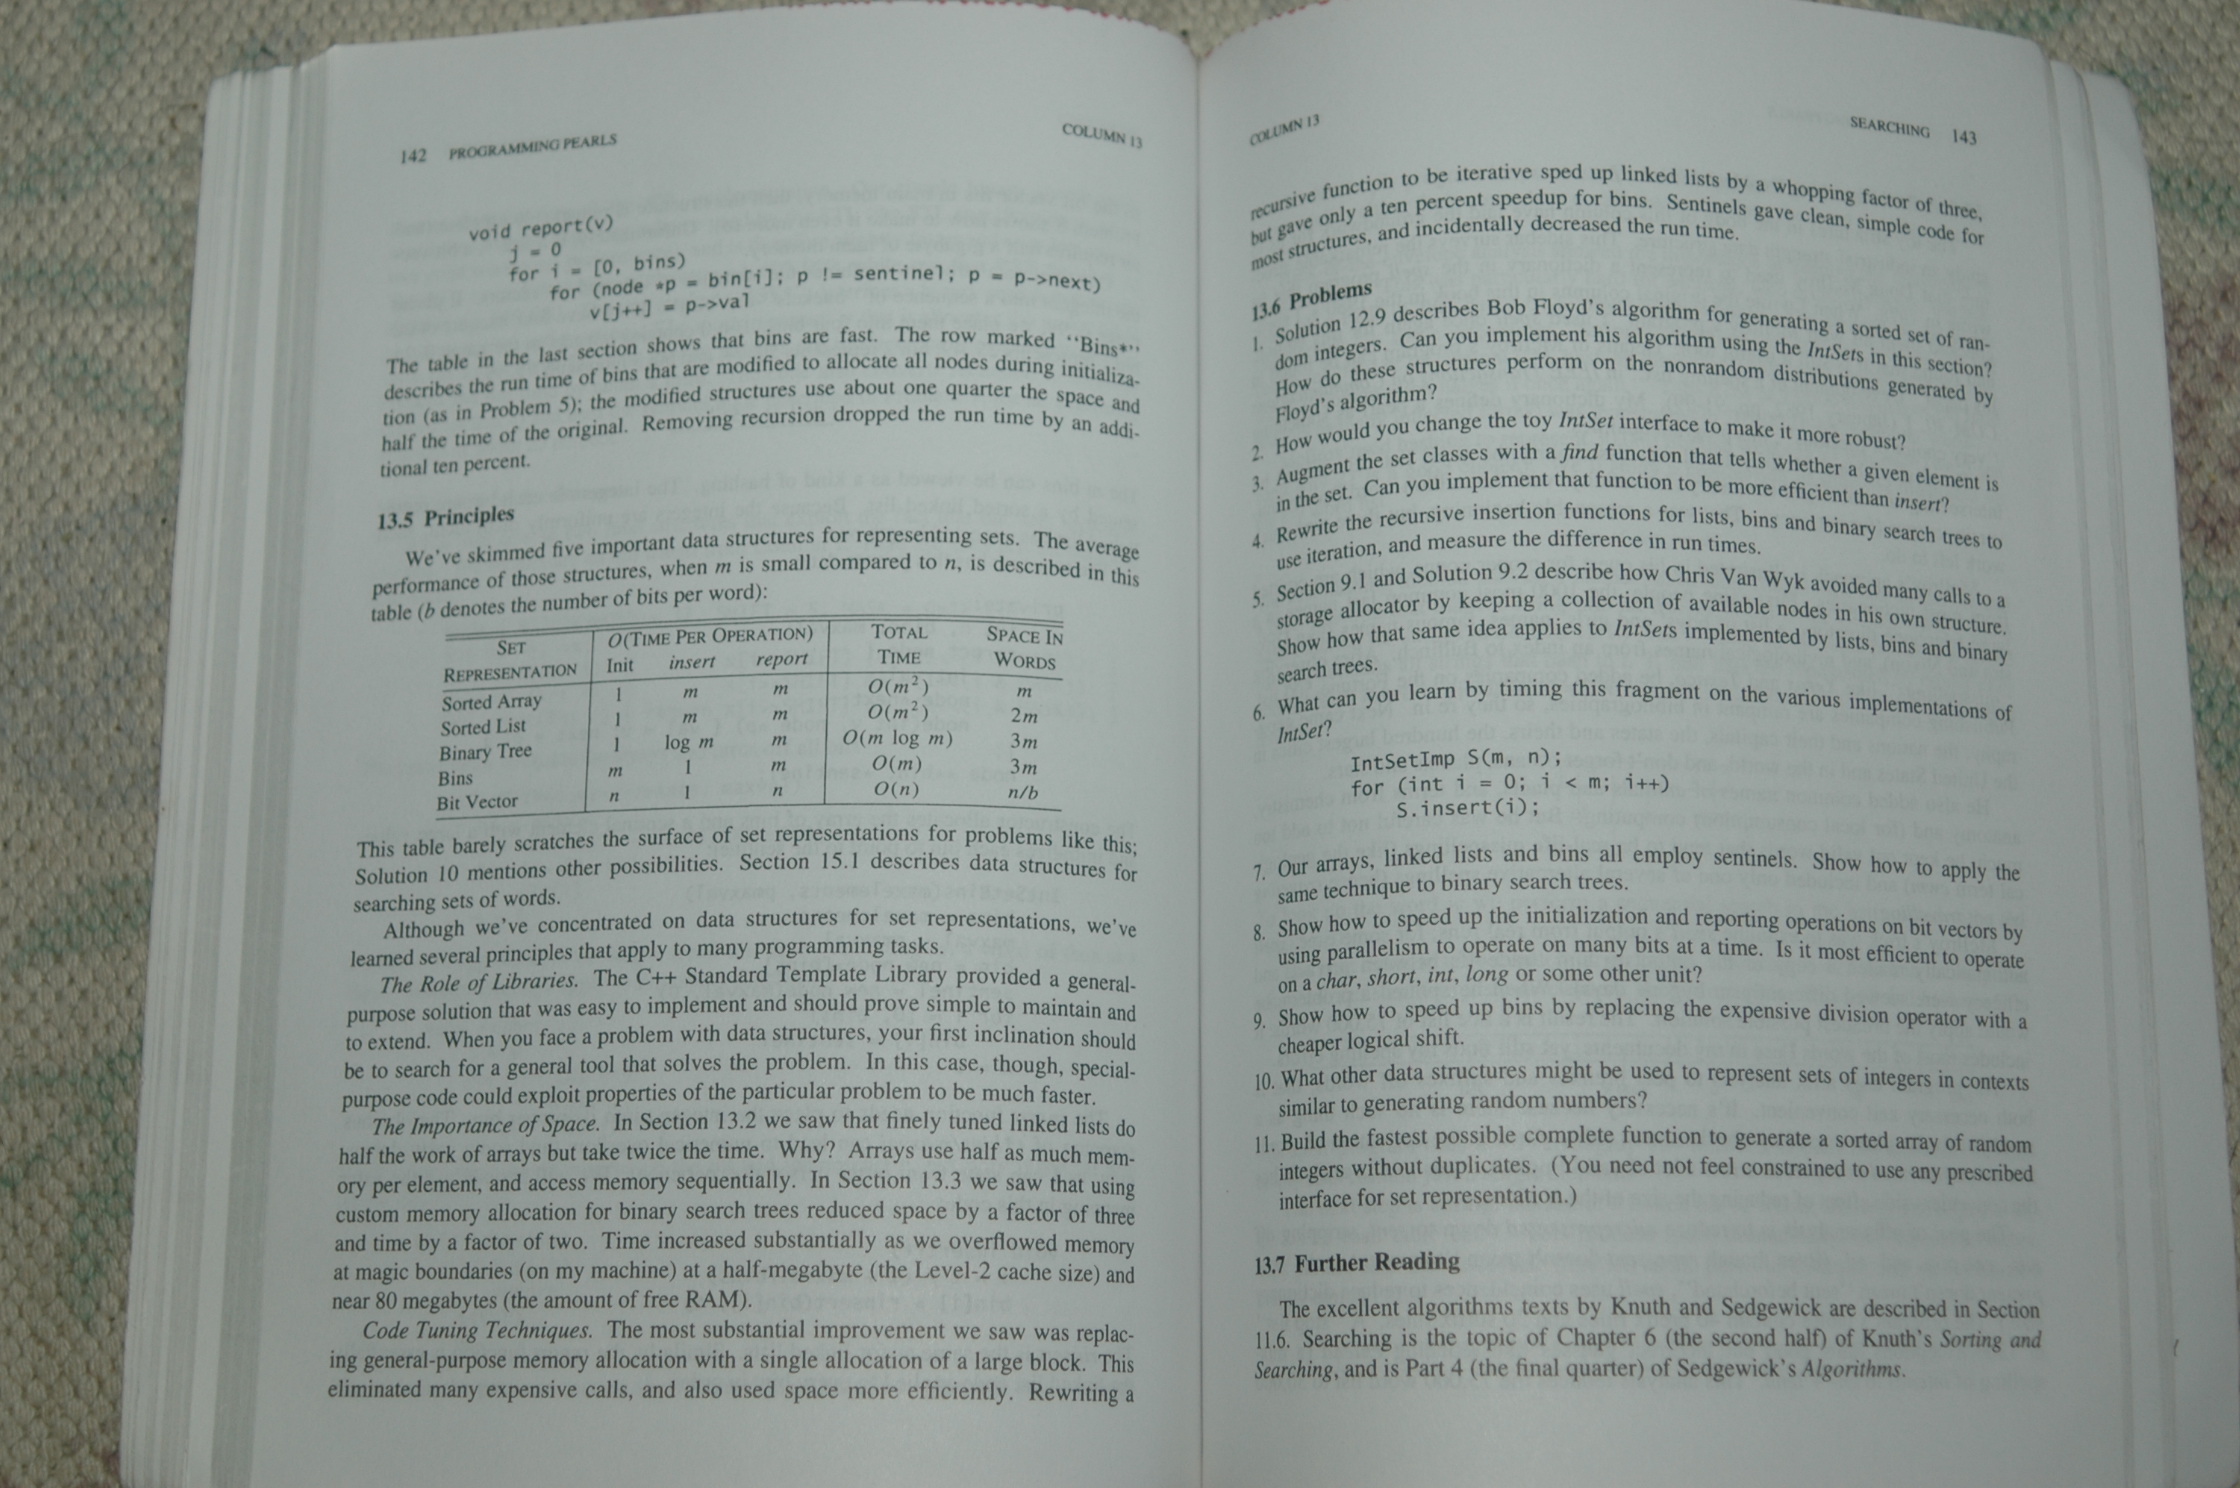 142 PROGRAMMING PEARLS COLUMN 13
void report(v)
j = 0
for i = [0, bins)
for (node *p = bin[i]; p != sentinel; p = p->next)
v[j++] = p->val
The table in the last section shows that bins are fast. The row marked ‘‘Bins*’’
describes the run time of bins that are modified to allocate all nodes during initializa-
tion (as in Problem 5); the modified structures use about one quarter the space and
half the time of the original. Removing recursion dropped the run time by an addi-
tional ten percent.
13.5 Principles
We've skimmed five important data structures for representing sets. The average
performance of those structures, when m is small compared to n, is described in this
table (b denotes the number of bits per word):
SET O(TIME PER OPERATION) TOTAL SPACE IN
REPRESENTATION Init insert report TIME WORDS
Sorted Array 1 m m O(m²) m
Sorted List 1 m m O(m²) 2m
Binary Tree 1 log m m O(m log m) 3m
Bins m 1 m O(m) 3m
Bit Vector n 1 n O(n) n/b
This table barely scratches the surface of set representations for problems like this;
Solution 10 mentions other possibilities. Section 15.1 describes data structures for
searching sets of words.
Although we've concentrated on data structures for set representations, we've
learned several principles that apply to many programming tasks.
The Role of Libraries. The C++ Standard Template Library provided a general-
purpose solution that was easy to implement and should prove simple to maintain and
to extend. When you face a problem with data structures, your first inclination should
be to search for a general tool that solves the problem. In this case, though, special-
purpose code could exploit properties of the particular problem to be much faster.
The Importance of Space. In Section 13.2 we saw that finely tuned linked lists do
half the work of arrays but take twice the time. Why? Arrays use half as much mem-
ory per element, and access memory sequentially. In Section 13.3 we saw that using
custom memory allocation for binary search trees reduced space by a factor of three
and time by a factor of two. Time increased substantially as we overflowed memory
at magic boundaries (on my machine) at a half-megabyte (the Level-2 cache size) and
near 80 megabytes (the amount of free RAM).
Code Tuning Techniques. The most substantial improvement we saw was replac-
ing general-purpose memory allocation with a single allocation of a large block. This
eliminated many expensive calls, and also used space more efficiently. Rewriting a
COLUMN 13 SEARCHING 143
recursive function to be iterative sped up linked lists by a whopping factor of three,
but gave only a ten percent speedup for bins. Sentinels gave clean, simple code for
most structures, and incidentally decreased the run time.
13.6 Problems
1. Solution 12.9 describes Bob Floyd's algorithm for generating a sorted set of ran-
dom integers. Can you implement his algorithm using the IntSets in this section?
How do these structures perform on the nonrandom distributions generated by
Floyd's algorithm?
2. How would you change the toy IntSet interface to make it more robust?
3. Augment the set classes with a find function that tells whether a given element is
in the set. Can you implement that function to be more efficient than insert?
4. Rewrite the recursive insertion functions for lists, bins and binary search trees to
use iteration, and measure the difference in run times.
5. Section 9.1 and Solution 9.2 describe how Chris Van Wyk avoided many calls to a
storage allocator by keeping a collection of available nodes in his own structure.
Show how that same idea applies to IntSets implemented by lists, bins and binary
search trees.
6. What can you learn by timing this fragment on the various implementations of
IntSet?
IntSetImp S(m, n);
for (int i = 0; i < m; i++)
S.insert(i);
7. Our arrays, linked lists and bins all employ sentinels. Show how to apply the
same technique to binary search trees.
8. Show how to speed up the initialization and reporting operations on bit vectors by
using parallelism to operate on many bits at a time. Is it most efficient to operate
on a char, short, int, long or some other unit?
9. Show how to speed up bins by replacing the expensive division operator with a
cheaper logical shift.
10. What other data structures might be used to represent sets of integers in contexts
similar to generating random numbers?
11. Build the fastest possible complete function to generate a sorted array of random
integers without duplicates. (You need not feel constrained to use any prescribed
interface for set representation.)
13.7 Further Reading
The excellent algorithms texts by Knuth and Sedgewick are described in Section
11.6. Searching is the topic of Chapter 6 (the second half) of Knuth's Sorting and
Searching, and is Part 4 (the final quarter) of Sedgewick's Algorithms.